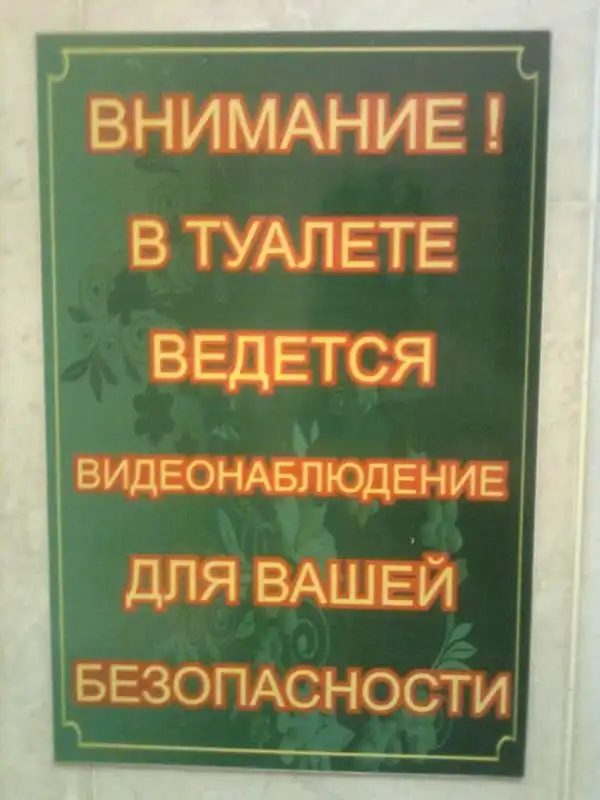 ВНИМАНИЕ !
В ТУАЛЕТЕ
ВЕДЕТСЯ
ВИДЕОНАБЛЮДЕНИЕ
ДЛЯ ВАШЕЙ
БЕЗОПАСНОСТИ